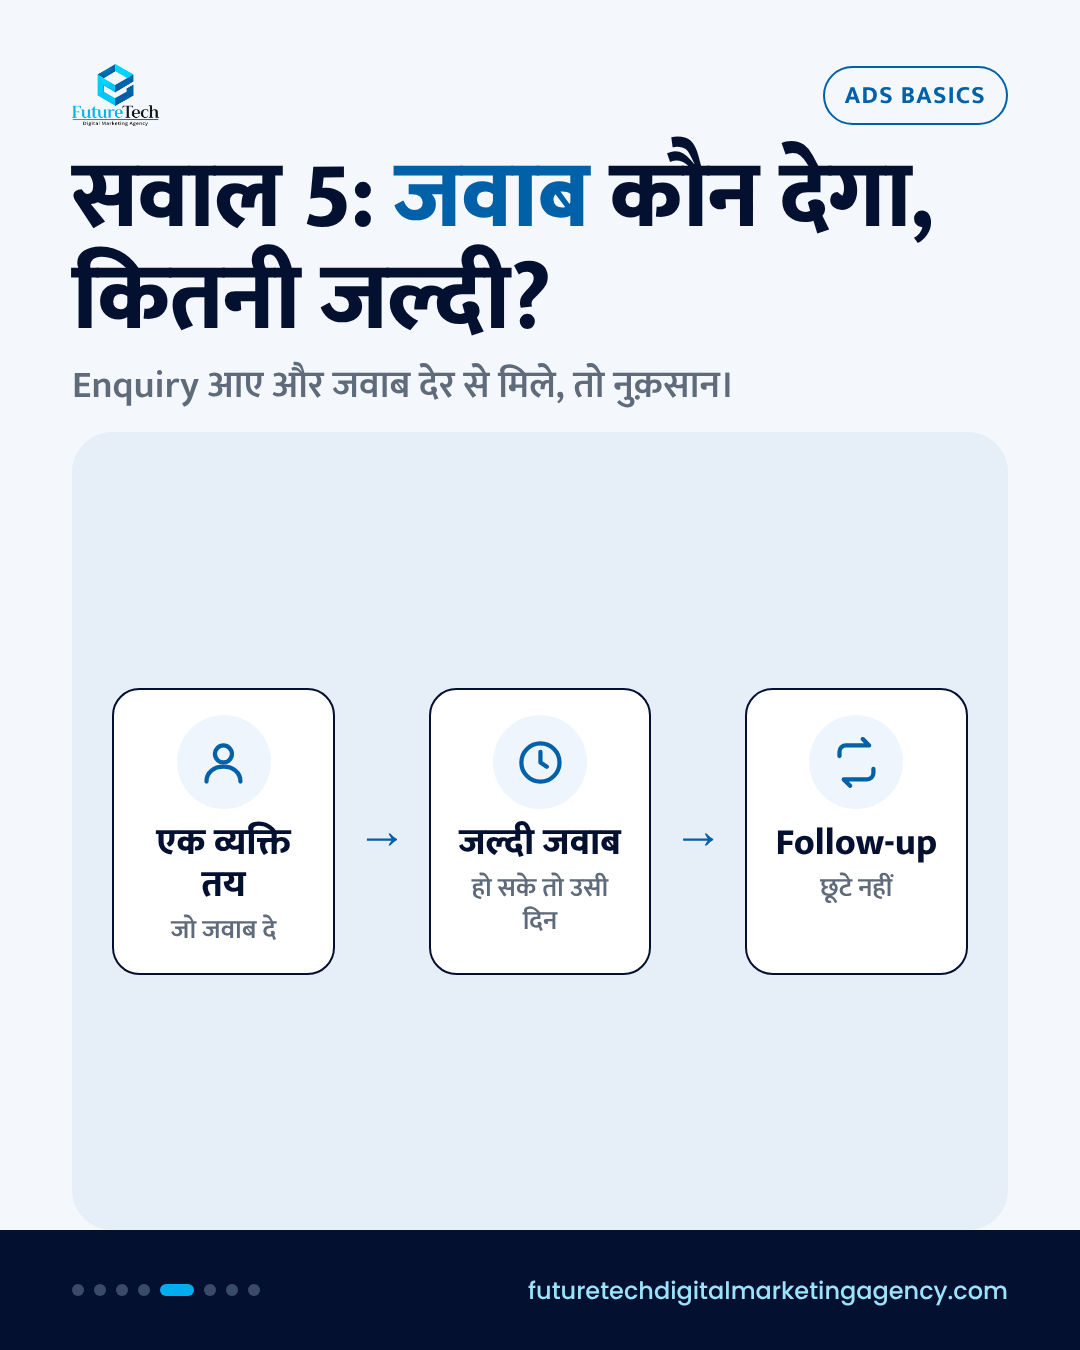 FutureTech
Digital Marketing Agency
ADS BASICS
सवाल 5: जवाब कौन देगा,
कितनी जल्दी?
Enquiry आए और जवाब देर से मिले, तो नुक़सान।
एक व्यक्ति
तय
जो जवाब दे
→
जल्दी जवाब
हो सके तो उसी
दिन
→
Follow-up
छूटे नहीं
futuretechdigitalmarketingagency.com